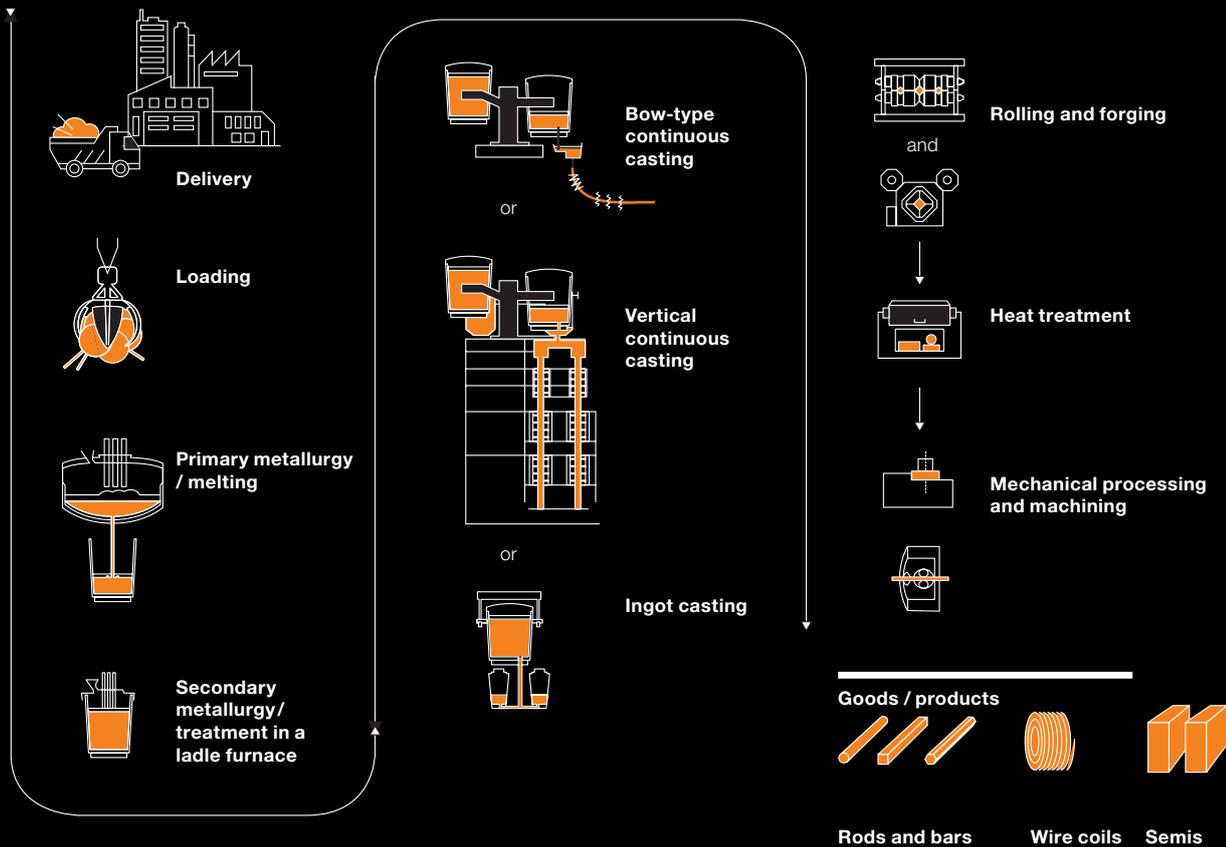 Delivery
Loading
Primary metallurgy
/ melting
Secondary
metallurgy/
treatment in a
ladle furnace
Bow-type
continuous
casting
or
Vertical
continuous
casting
or
Ingot casting
Rolling and forging
and
Heat treatment
Mechanical processing
and machining
Goods / products
Rods and bars
Wire coils
Semis